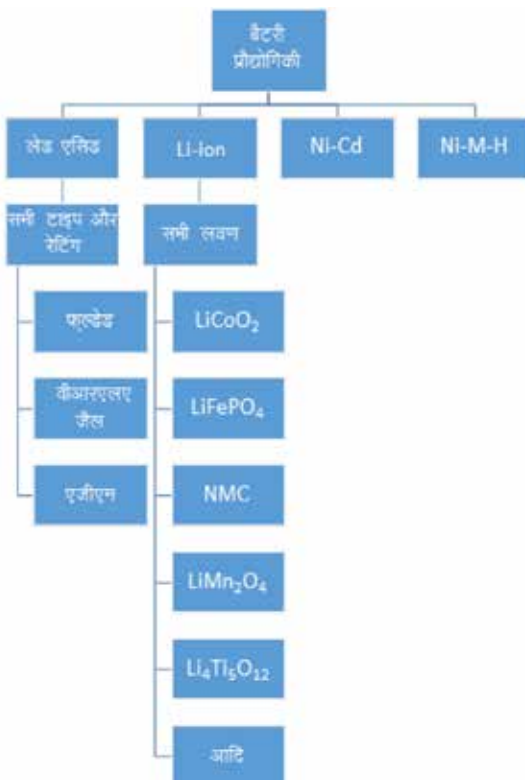 बैटरी
प्रौद्योगिकी
लेड एसिड
Li-Ion
Ni-Cd
Ni-M-H
सभी टाइप और
रेटिंग
सभी लवण
फ्लडेड
LiCoO₂
वीआरएलए
जैल
LiFePO₄
एजीएन
NMC
LiMn₂O₄
Li₄Ti₅O₁₂
आदि